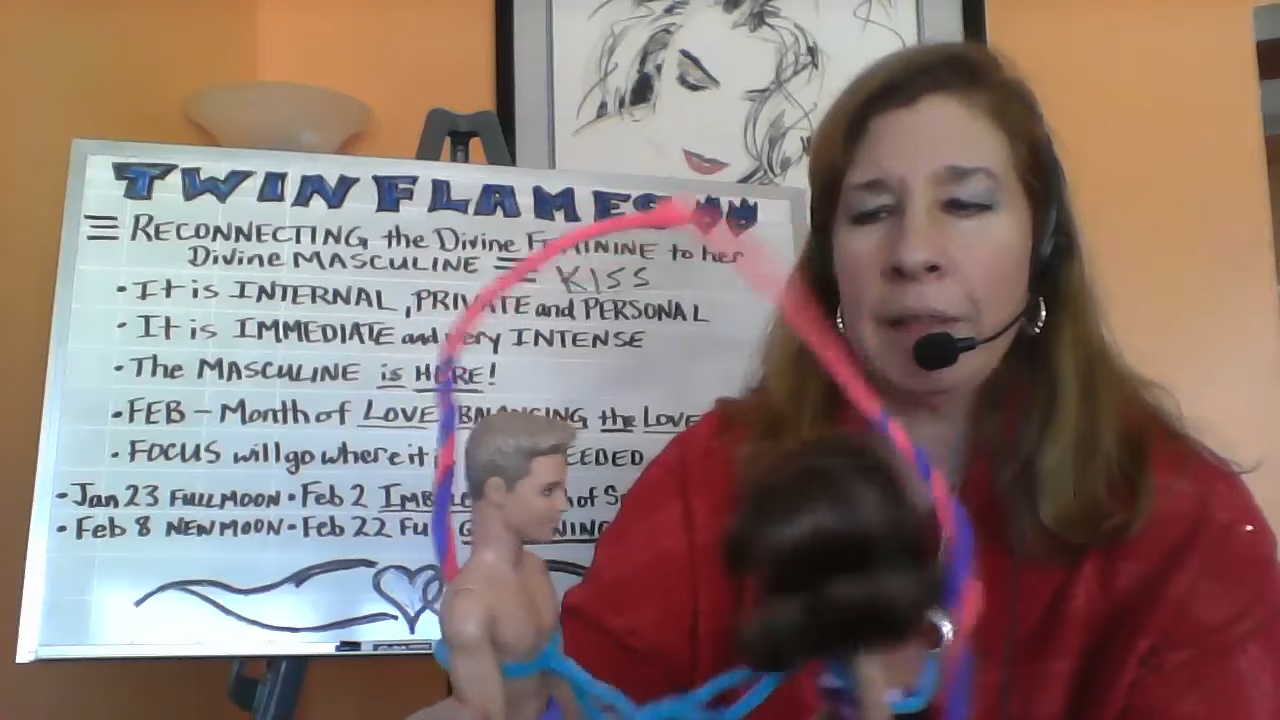 TWIN FLAMES
RECONNECTING the Divine FEMININE to her
Divine MASCULINE
KISS
• It is INTERNAL, PRIVATE and PERSONAL
• It is IMMEDIATE and very INTENSE
• The MASCULINE is HERE!
• FEB - Month of LOVE BALANCING the LOVE
• FOCUS will go where it NEEDED
• Jan 23 FULL MOON • Feb 2 IMBOLC of
• Feb 8 NEW MOON • Feb 22